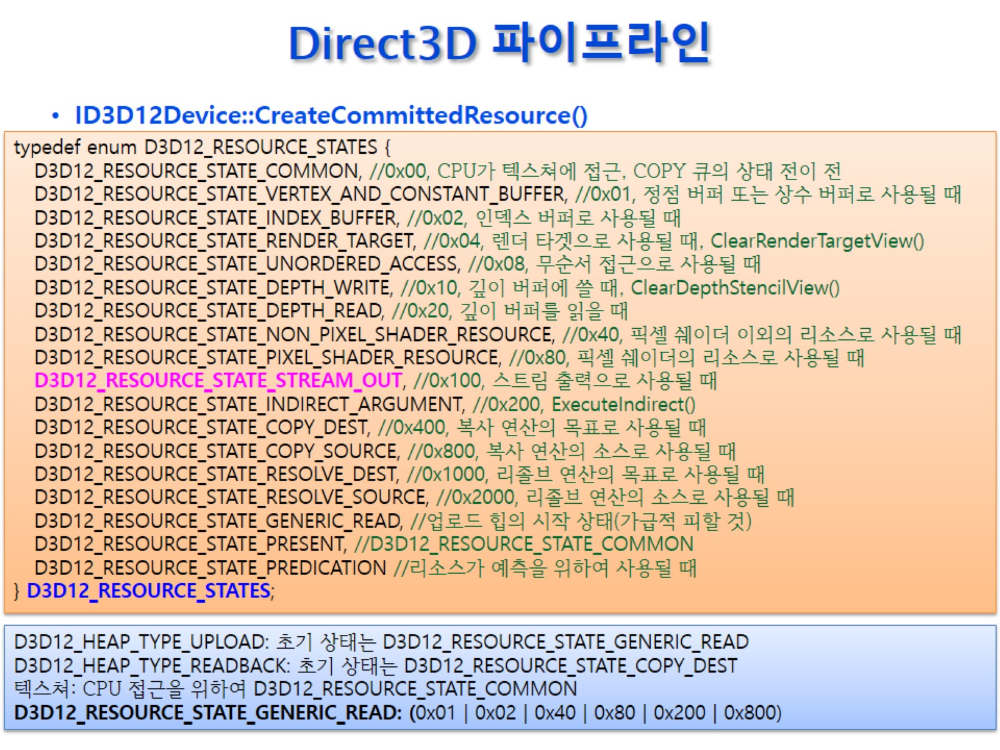 Direct3D 파이프라인
• ID3D12Device::CreateCommittedResource()
typedef enum D3D12_RESOURCE_STATES {
D3D12_RESOURCE_STATE_COMMON, //0x00, CPU가 텍스쳐에 접근, COPY 큐의 상태 전이 전
D3D12_RESOURCE_STATE_VERTEX_AND_CONSTANT_BUFFER, //0x01, 정점 버퍼 또는 상수 버퍼로 사용될 때
D3D12_RESOURCE_STATE_INDEX_BUFFER, //0x02, 인덱스 버퍼로 사용될 때
D3D12_RESOURCE_STATE_RENDER_TARGET, //0x04, 렌더 타겟으로 사용될 때, ClearRenderTargetView()
D3D12_RESOURCE_STATE_UNORDERED_ACCESS, //0x08, 무순서 접근으로 사용될 때
D3D12_RESOURCE_STATE_DEPTH_WRITE, //0x10, 깊이 버퍼에 쓸 때, ClearDepthStencilView()
D3D12_RESOURCE_STATE_DEPTH_READ, //0x20, 깊이 버퍼를 읽을 때
D3D12_RESOURCE_STATE_NON_PIXEL_SHADER_RESOURCE, //0x40, 픽셀 쉐이더 이외의 리소스로 사용될 때
D3D12_RESOURCE_STATE_PIXEL_SHADER_RESOURCE, //0x80, 픽셀 쉐이더의 리소스로 사용될 때
D3D12_RESOURCE_STATE_STREAM_OUT, //0x100, 스트림 출력으로 사용될 때
D3D12_RESOURCE_STATE_INDIRECT_ARGUMENT, //0x200, ExecuteIndirect()
D3D12_RESOURCE_STATE_COPY_DEST, //0x400, 복사 연산의 목표로 사용될 때
D3D12_RESOURCE_STATE_COPY_SOURCE, //0x800, 복사 연산의 소스로 사용될 때
D3D12_RESOURCE_STATE_RESOLVE_DEST, //0x1000, 리졸브 연산의 목표로 사용될 때
D3D12_RESOURCE_STATE_RESOLVE_SOURCE, //0x2000, 리졸브 연산의 소스로 사용될 때
D3D12_RESOURCE_STATE_GENERIC_READ, //업로드 힙의 시작 상태(가급적 피할 것)
D3D12_RESOURCE_STATE_PRESENT, //D3D12_RESOURCE_STATE_COMMON
D3D12_RESOURCE_STATE_PREDICATION //리소스가 예측을 위하여 사용될 때
} D3D12_RESOURCE_STATES;
D3D12_HEAP_TYPE_UPLOAD: 초기 상태는 D3D12_RESOURCE_STATE_GENERIC_READ
D3D12_HEAP_TYPE_READBACK: 초기 상태는 D3D12_RESOURCE_STATE_COPY_DEST
텍스쳐: CPU 접근을 위하여 D3D12_RESOURCE_STATE_COMMON
D3D12_RESOURCE_STATE_GENERIC_READ: (0x01 | 0x02 | 0x40 | 0x80 | 0x200 | 0x800)